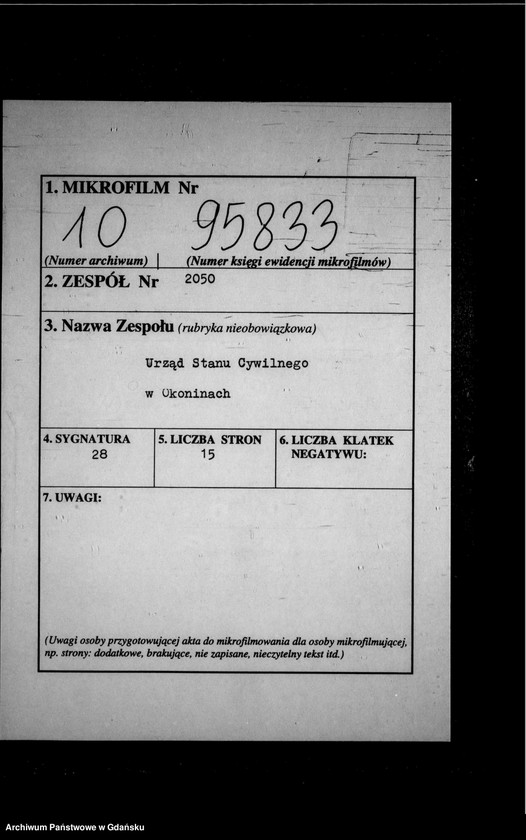 1. MIKROFILM Nr
10 95833
(Numer archiwum) (Numer księgi ewidencji mikrofilmów)
2. ZESPÓŁ Nr 2050
3. Nazwa Zespołu (rubryka nieobowiązkowa)
Urząd Stanu Cywilnego
w Okoninach
4. SYGNATURA 5. LICZBA STRON 6. LICZBA KLATEK
NEGATYWU:
28 15
7. UWAGI:
(Uwagi osoby przygotowującej akta do mikrofilmowania dla osoby mikrofilmującej,
np. strony: dodatkowe, brakujące, nie zapisane, nieczytelny tekst itd.)
Archiwum Państwowe w Gdańsku